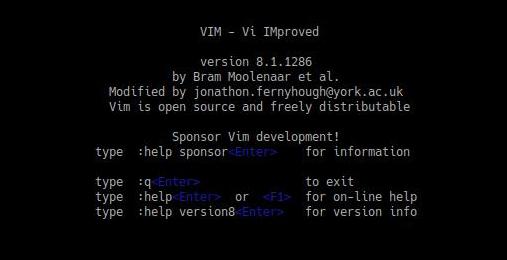 VIM - Vi IMproved
version 8.1.1286
by Bram Moolenaar et al.
Modified by jonathon.fernyhough@york.ac.uk
Vim is open source and freely distributable
Sponsor Vim development!
type :help sponsor<Enter> for information
type :q<Enter> to exit
type :help<Enter> or <F1> for on-line help
type :help version8<Enter> for version info